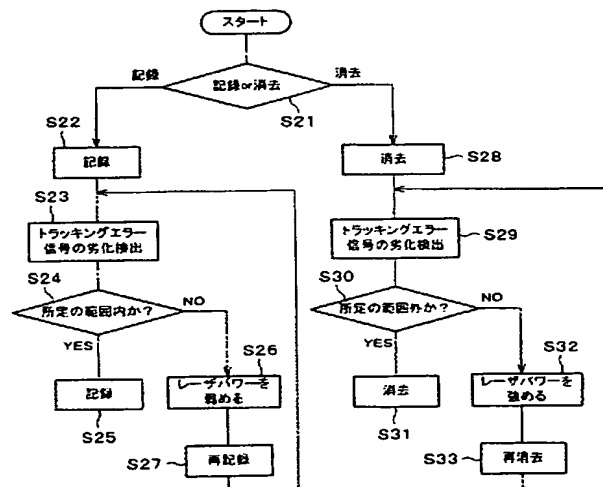 スタート
記録
消去
記録or消去
S21
S22
記録
消去
S28
S23
トラッキングエラー
信号の劣化検出
トラッキングエラー
信号の劣化検出
S29
S24
所定の範囲内か?
NO
YES
S30
所定の範囲外か?
NO
YES
記録
S25
S26
レーザパワーを
弱める
消去
S31
S32
レーザパワーを
強める
S27
再記録
S33
再消去